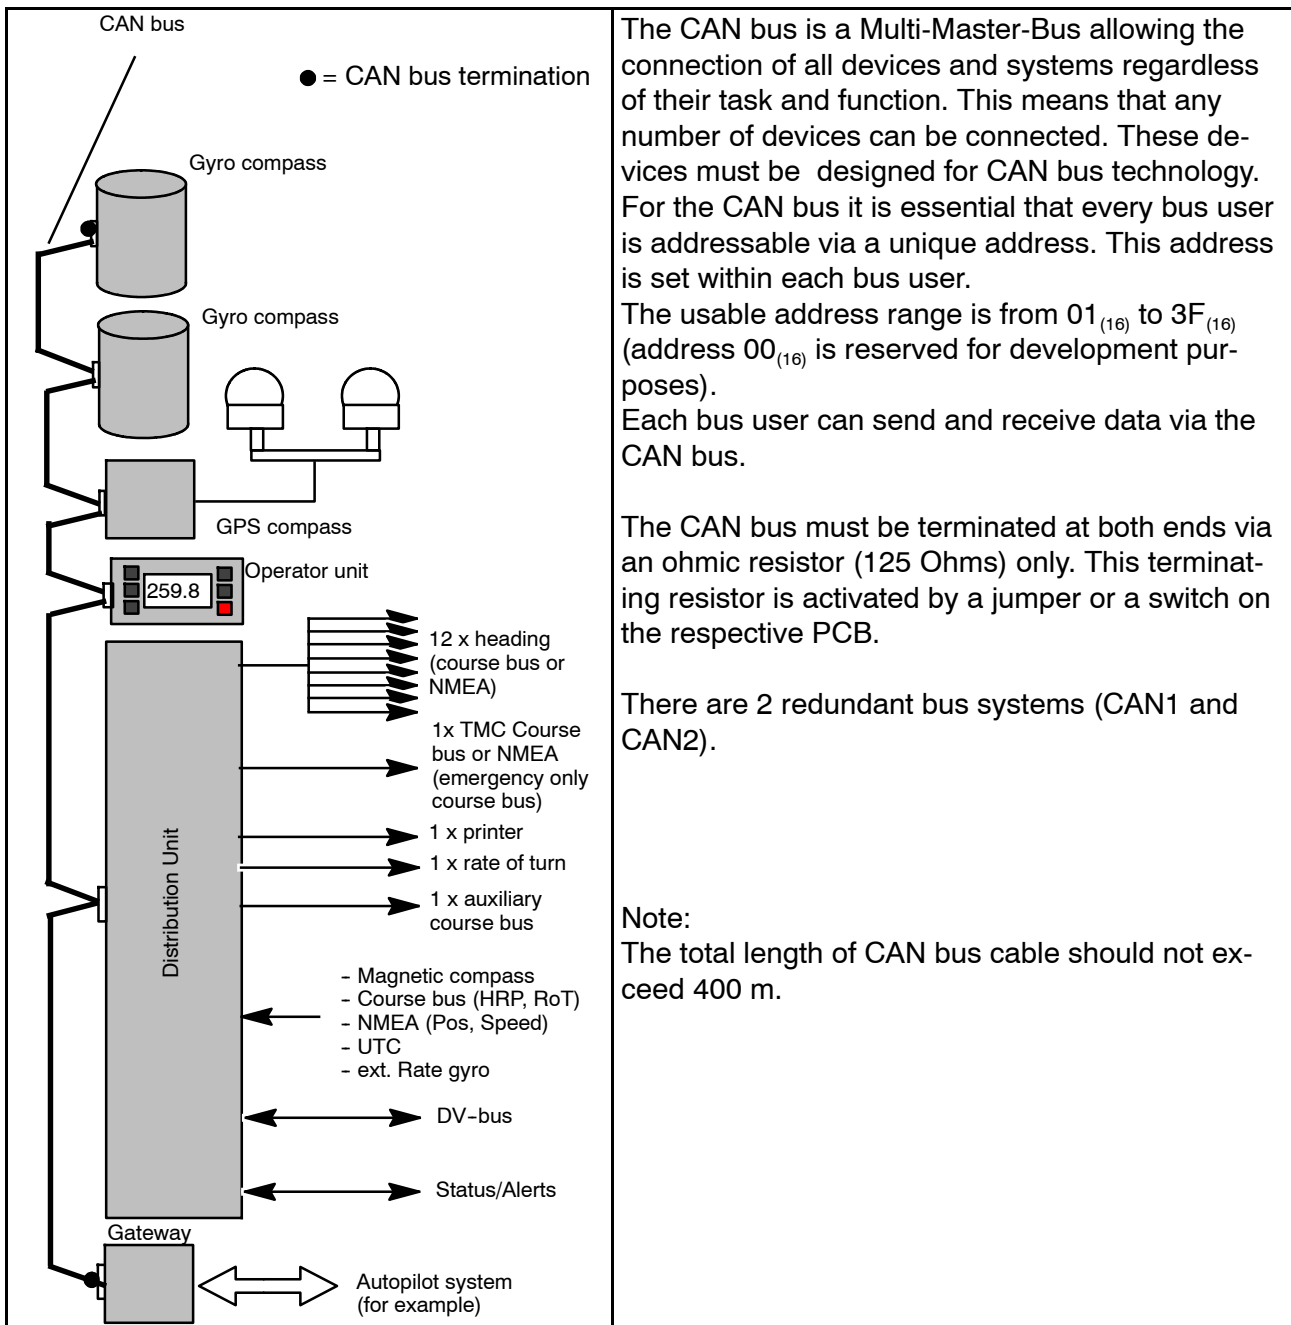 CAN bus
● = CAN bus termination
Gyro compass
Gyro compass
GPS compass
Operator unit
259.8
12 x heading
(course bus or
NMEA)
1x TMC Course
bus or NMEA
(emergency only
course bus)
1 x printer
1 x rate of turn
1 x auxiliary
course bus
Distribution Unit
- Magnetic compass
- Course bus (HRP, RoT)
- NMEA (Pos, Speed)
- UTC
- ext. Rate gyro
DV-bus
Status/Alerts
Gateway
Autopilot system
(for example)
The CAN bus is a Multi-Master-Bus allowing the
connection of all devices and systems regardless
of their task and function. This means that any
number of devices can be connected. These de-
vices must be designed for CAN bus technology.
For the CAN bus it is essential that every bus user
is addressable via a unique address. This address
is set within each bus user.
The usable address range is from 01(16) to 3F(16)
(address 00(16) is reserved for development pur-
poses).
Each bus user can send and receive data via the
CAN bus.
The CAN bus must be terminated at both ends via
an ohmic resistor (125 Ohms) only. This terminat-
ing resistor is activated by a jumper or a switch on
the respective PCB.
There are 2 redundant bus systems (CAN1 and
CAN2).
Note:
The total length of CAN bus cable should not ex-
ceed 400 m.